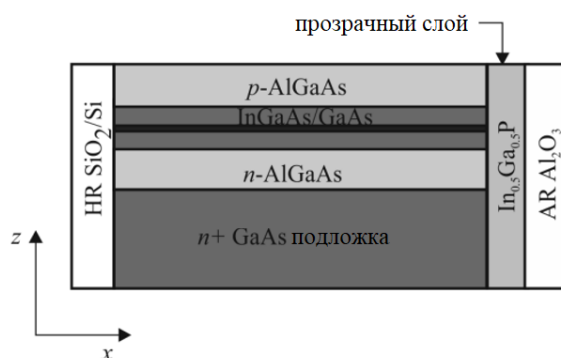 прозрачный слой
HR SiO2/Si
p-AlGaAs
InGaAs/GaAs
n-AlGaAs
n+ GaAs подложка
In0.5Ga0.5P
AR Al2O3
z
x